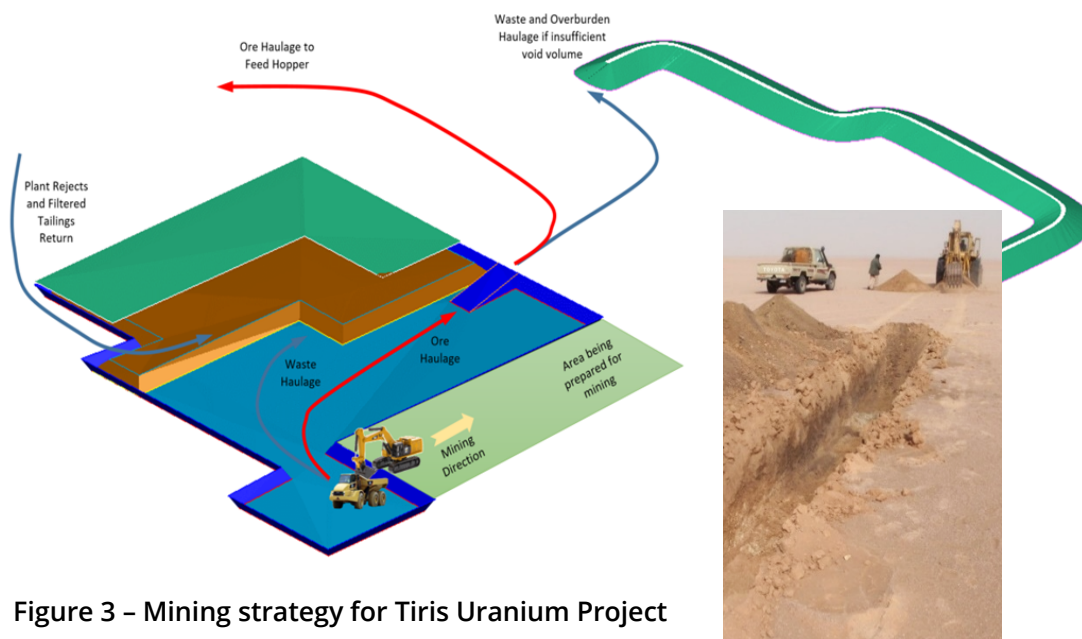 Waste and Overburden
Haulage if insufficient
void volume
Ore Haulage to
Feed Hopper
Plant Rejects
and Filtered
Tailings
Return
Waste
Haulage
Ore
Haulage
Area being
prepared for
mining
Mining
Direction
TOYOTA
Figure 3 – Mining strategy for Tiris Uranium Project